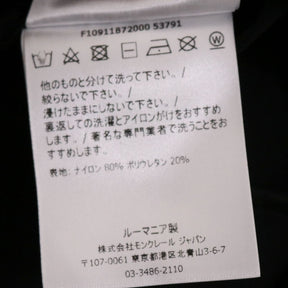 F10911872000 53791
他のものと分けて洗って下さい。/
絞らないで下さい。/
浸けたままにしないで下さい。/
裏返しての洗濯とアイロンがけをおすすめ
します。/ 著名な専門業者で洗うことをお
すすめします。/
表地: ナイロン 80% ポリウレタン 20%
ルーマニア製
株式会社モンクレール ジャパン
〒107-0061 東京都港区北青山3-6-7
03-3486-2110